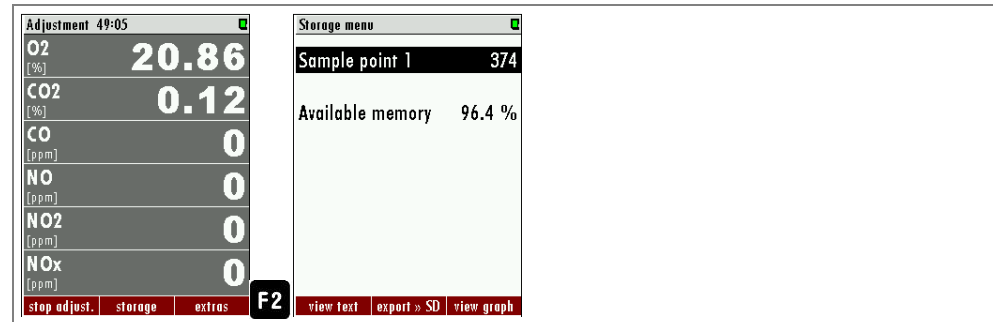 Adjustment 49:05
O2 20.86
[%]
CO2 0.12
[%]
CO 0
[ppm]
NO 0
[ppm]
NO2 0
[ppm]
NOx 0
[ppm]
stop adjust. storage extras
F2
Storage menu
Sample point 1 374
Available memory 96.4 %
view text export » SD view graph